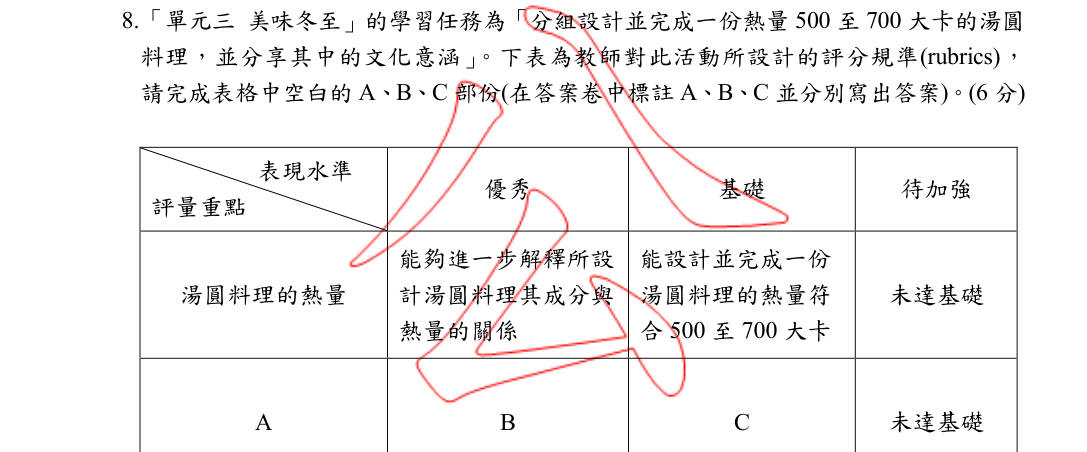 8.「單元三 美味冬至」的學習任務為「分組設計並完成一份熱量 500 至 700 大卡的湯圓
料理,並分享其中的文化意涵」。下表為教師對此活動所設計的評分規準(rubrics),
請完成表格中空白的 A、B、C 部份(在答案卷中標註 A、B、C 並分別寫出答案)。(6 分)
表現水準
評量重點
優秀
基礎
待加強
湯圓料理的熱量
能夠進一步解釋所設
計湯圓料理其成分與
熱量的關係
能設計並完成一份
湯圓料理的熱量符
合 500 至 700 大卡
未達基礎
A
B
C
未達基礎
公